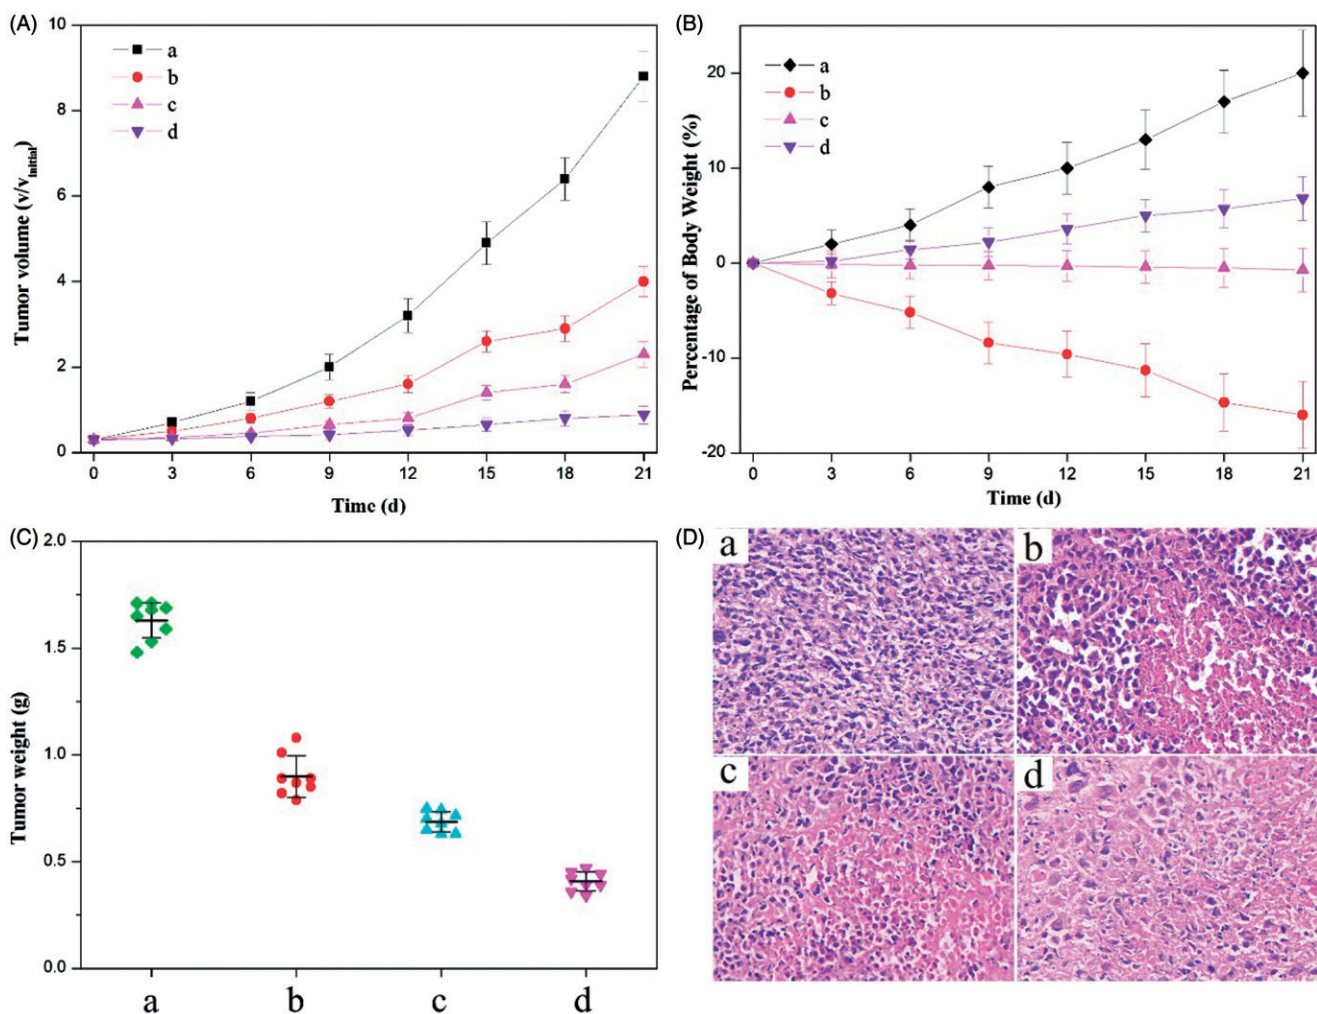 (A)
10
8
6
4
2
0
Tumor volume (v/v_initial)
a
b
c
d
0 3 6 9 12 15 18 21
Time (d)
(B)
20
10
0
-10
-20
Percentage of Body Weight (%)
a
b
c
d
0 3 6 9 12 15 18 21
Time (d)
(C)
2.0
1.5
1.0
0.5
0.0
Tumor weight (g)
a b c d
(D)
a b
c d